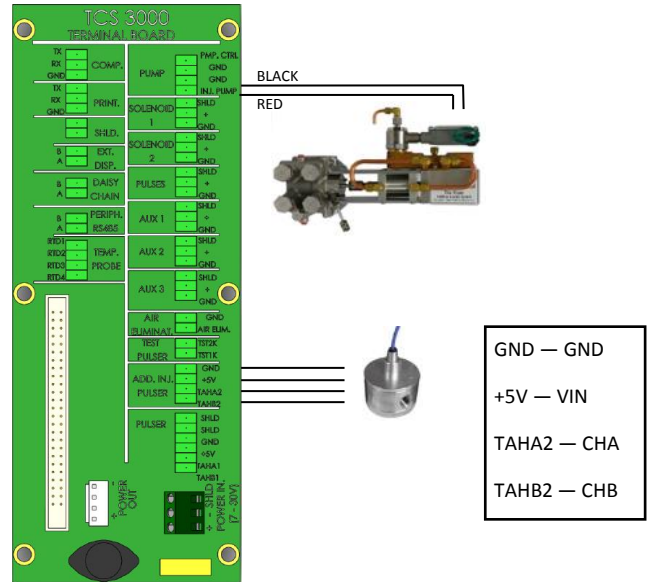 TCS 3000
TERMINAL BOARD
TX
RX
GND
COMP.
TX
RX
GND
PRINT.
SHLD.
B
A
EXT.
DISP.
B
A
DAISY
CHAIN
B
A
PERIPH.
RS485
RTD1
RTD2
RTD3
RTD4
TEMP.
PROBE
PUMP
PMP. CTRL
GND
GND
INJ. PUMP
SOLENOID
1
SHLD
+
GND
SOLENOID
2
SHLD
+
GND
PULSES
SHLD
+
GND
AUX 1
SHLD
+
GND
AUX 2
SHLD
+
GND
AUX 3
SHLD
+
GND
AIR
ELIMINAT.
GND
AIR ELIM.
TEST
PULSER
TST2K
TST1K
ADD. INJ.
PULSER
GND
+5V
TAHA2
TAHB2
PULSER
SHLD
SHLD
GND
+5V
TAHA1
TAHB1
+ -
POWER
OUT
+ - SHLD
POWER IN.
(7 - 30V)
BLACK
RED
GND — GND
+5V — VIN
TAHA2 — CHA
TAHB2 — CHB